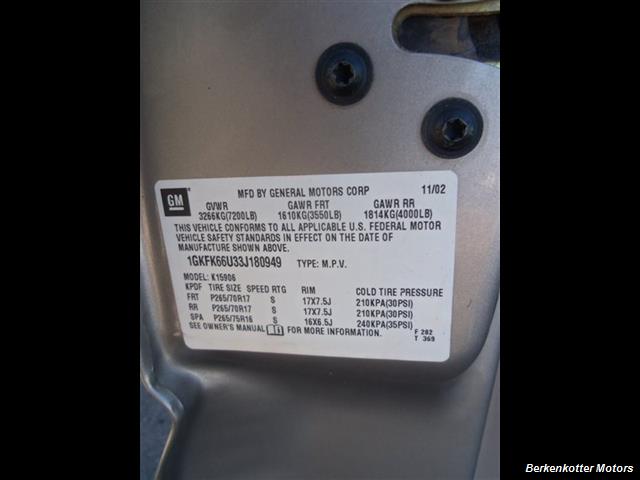 GM
MFD BY GENERAL MOTORS CORP 11/02
GVWR GAWR FRT GAWR RR
3266KG(7200LB) 1610KG(3550LB) 1814KG(4000LB)
THIS VEHICLE CONFORMS TO ALL APPLICABLE U.S. FEDERAL MOTOR
VEHICLE SAFETY STANDARDS IN EFFECT ON THE DATE OF
MANUFACTURE SHOWN ABOVE.
1GKFK66U33J180949 TYPE: M.P.V.
MODEL: K15906
KPDF TIRE SIZE SPEED RTG RIM COLD TIRE PRESSURE
FRT P265/70R17 S 17X7.5J 210KPA(30PSI)
RR P265/70R17 S 17X7.5J 210KPA(30PSI)
SPA P265/75R16 S 16X6.5J 240KPA(35PSI)
SEE OWNER'S MANUAL FOR MORE INFORMATION.
F 282
T 369
Berkenkotter Motors